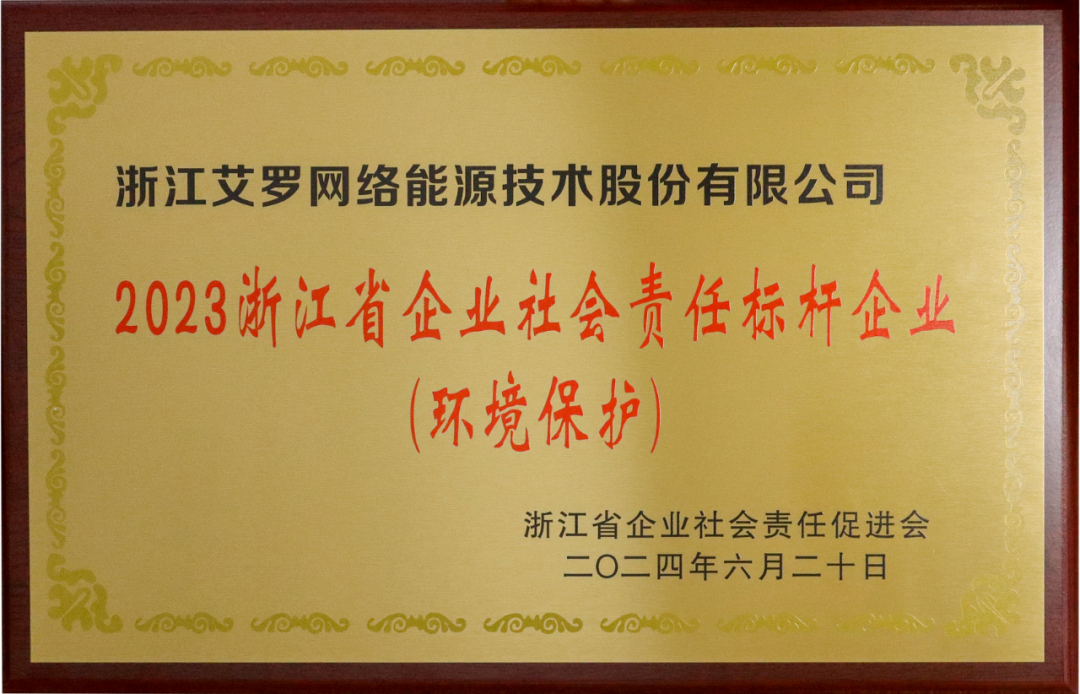 浙江艾罗网络能源技术股份有限公司
2023浙江省企业社会责任标杆企业
(环境保护)
浙江省企业社会责任促进会
二〇二四年六月二十日